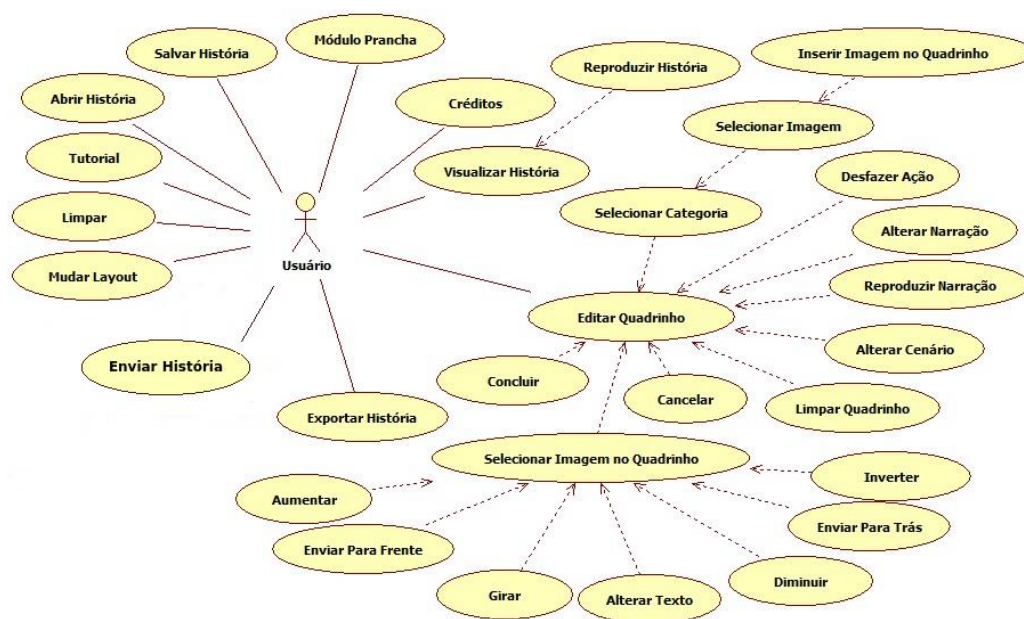 Módulo Prancha
Salvar História
Inserir Imagem no Quadrinho
Reproduzir História
Abrir História
Créditos
Selecionar Imagem
Tutorial
Visualizar História
Desfazer Ação
Selecionar Categoria
Limpar
Alterar Narração
Usuário
Mudar Layout
Reproduzir Narração
Editar Quadrinho
Alterar Cenário
Enviar História
Concluir
Cancelar
Limpar Quadrinho
Exportar História
Selecionar Imagem no Quadrinho
Inverter
Aumentar
Enviar Para Trás
Enviar Para Frente
Diminuir
Girar
Alterar Texto